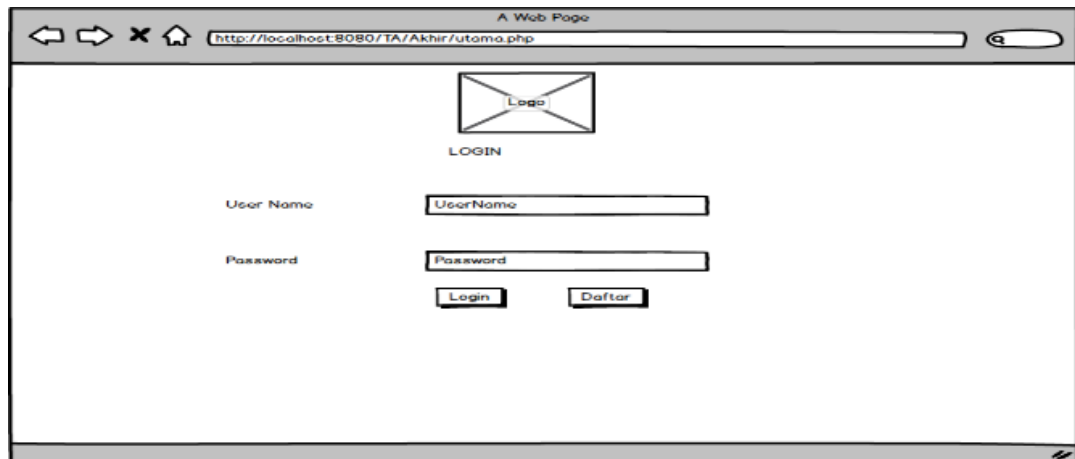 A Web Page
http://localhost:8080/TA/Akhir/utama.php
Logo
LOGIN
User Name UserName
Password Password
Login Daftar